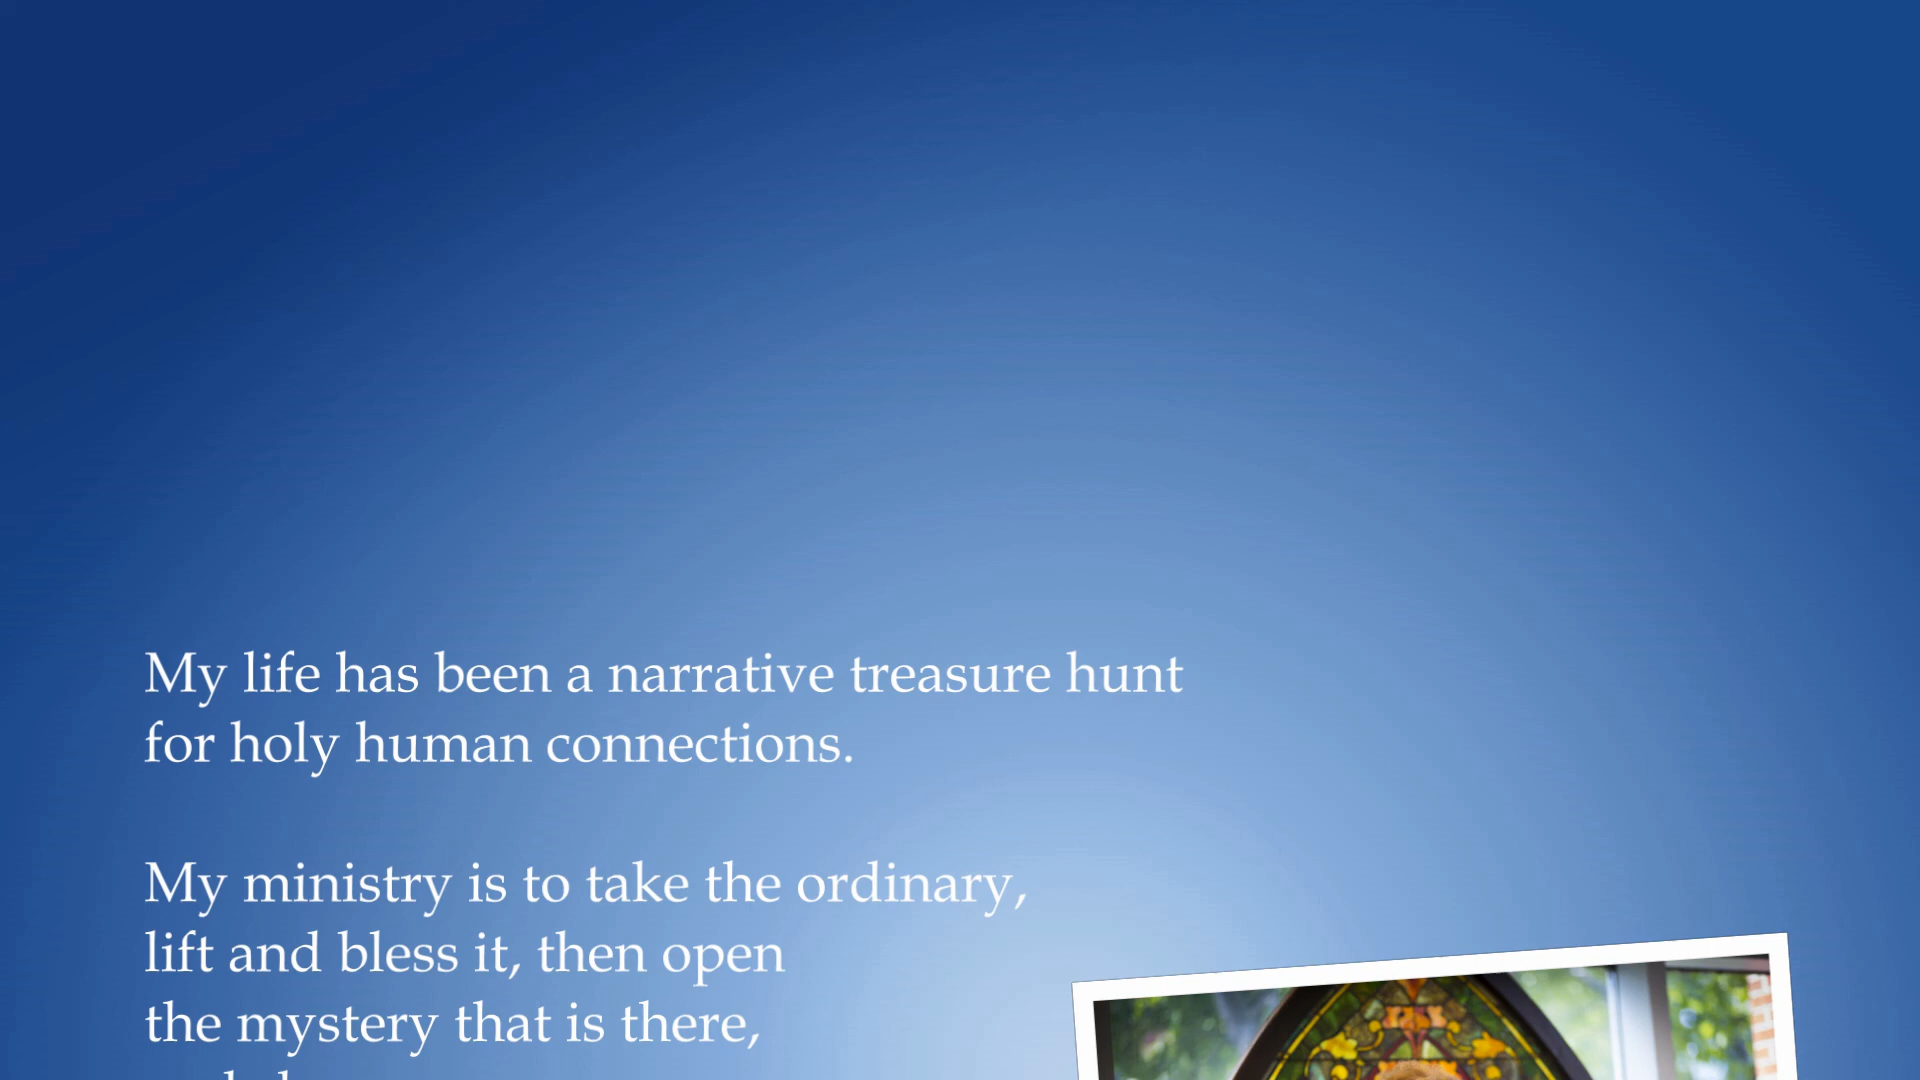 My life has been a narrative treasure hunt
for holy human connections.
My ministry is to take the ordinary,
lift and bless it, then open
the mystery that is there,